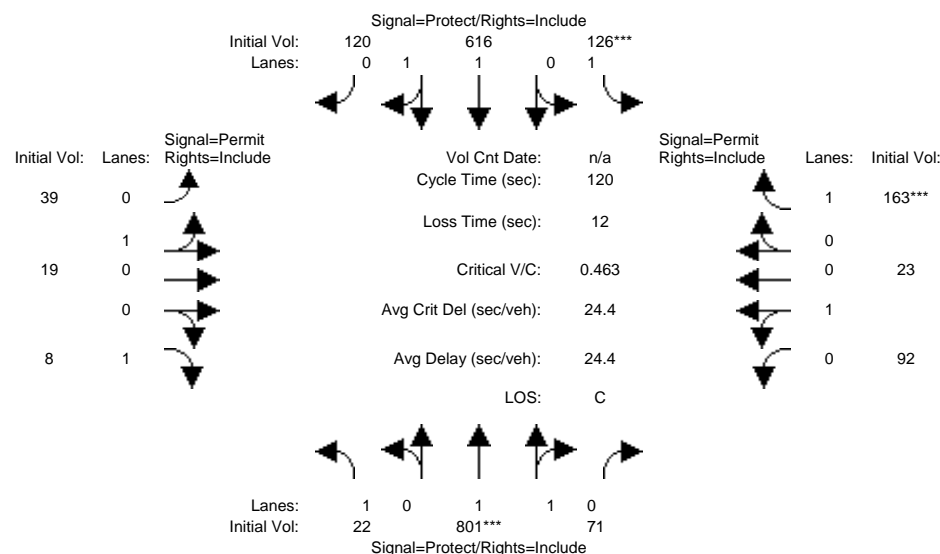 Signal=Protect/Rights=Include
Initial Vol: 120 616 126***
Lanes: 0 1 1 0 1
Signal=Permit Signal=Permit
Initial Vol: Lanes: Rights=Include Vol Cnt Date: n/a Rights=Include Lanes: Initial Vol:
Cycle Time (sec): 120
39 0 1 163***
Loss Time (sec): 12
1 0
19 0 Critical V/C: 0.463 0 23
0 Avg Crit Del (sec/veh): 24.4 1
8 1 Avg Delay (sec/veh): 24.4 0 92
LOS: C
Lanes: 1 0 1 1 0
Initial Vol: 22 801*** 71
Signal=Protect/Rights=Include